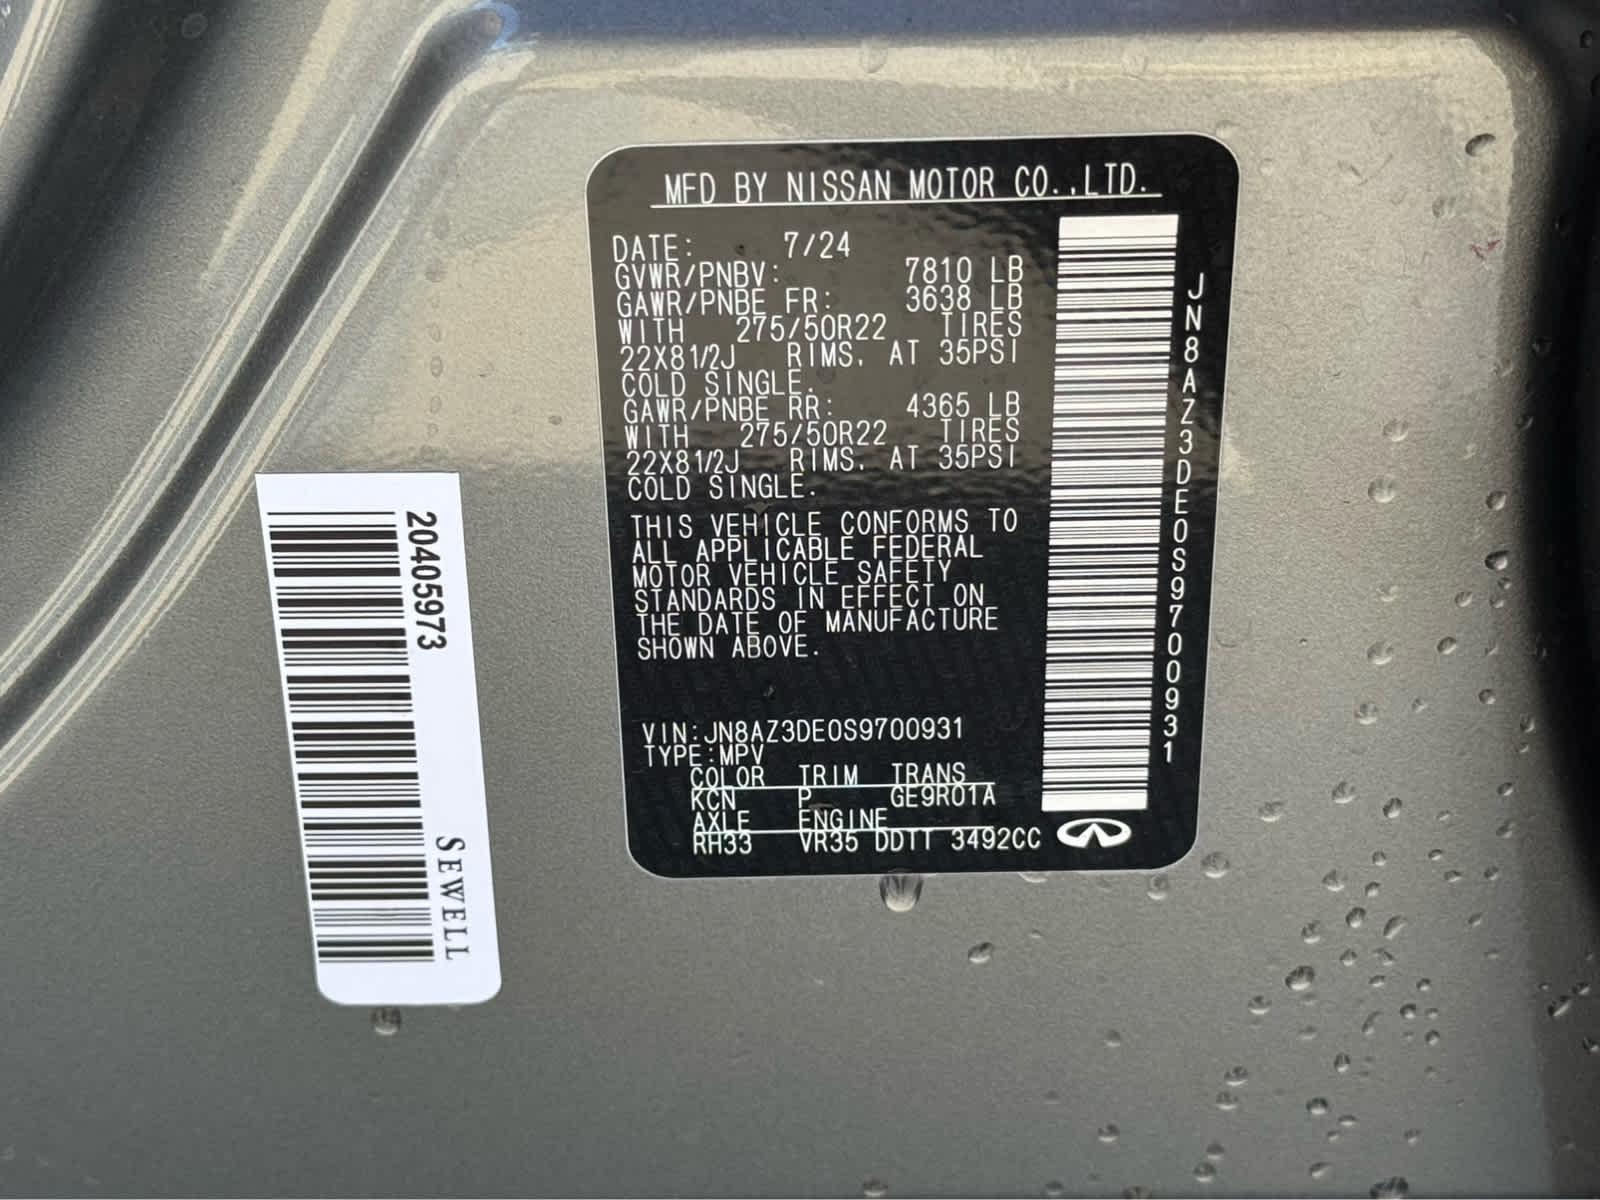 MFD BY NISSAN MOTOR CO.,LTD.
DATE: 7/24
GVWR/PNBV: 7810 LB
GAWR/PNBE FR: 3638 LB
WITH 275/50R22 TIRES
22X81/2J RIMS, AT 35PSI
COLD SINGLE.
GAWR/PNBE RR: 4365 LB
WITH 275/50R22 TIRES
22X81/2J RIMS, AT 35PSI
COLD SINGLE.
THIS VEHICLE CONFORMS TO
ALL APPLICABLE FEDERAL
MOTOR VEHICLE SAFETY
STANDARDS IN EFFECT ON
THE DATE OF MANUFACTURE
SHOWN ABOVE.
VIN:JN8AZ3DE0S9700931
TYPE:MPV
COLOR TRIM TRANS
KCN P GE9R01A
AXLE ENGINE
RH33 VR35 DDTT 3492CC
JN8AZ3DE0S9700931
20405973
SEWELL